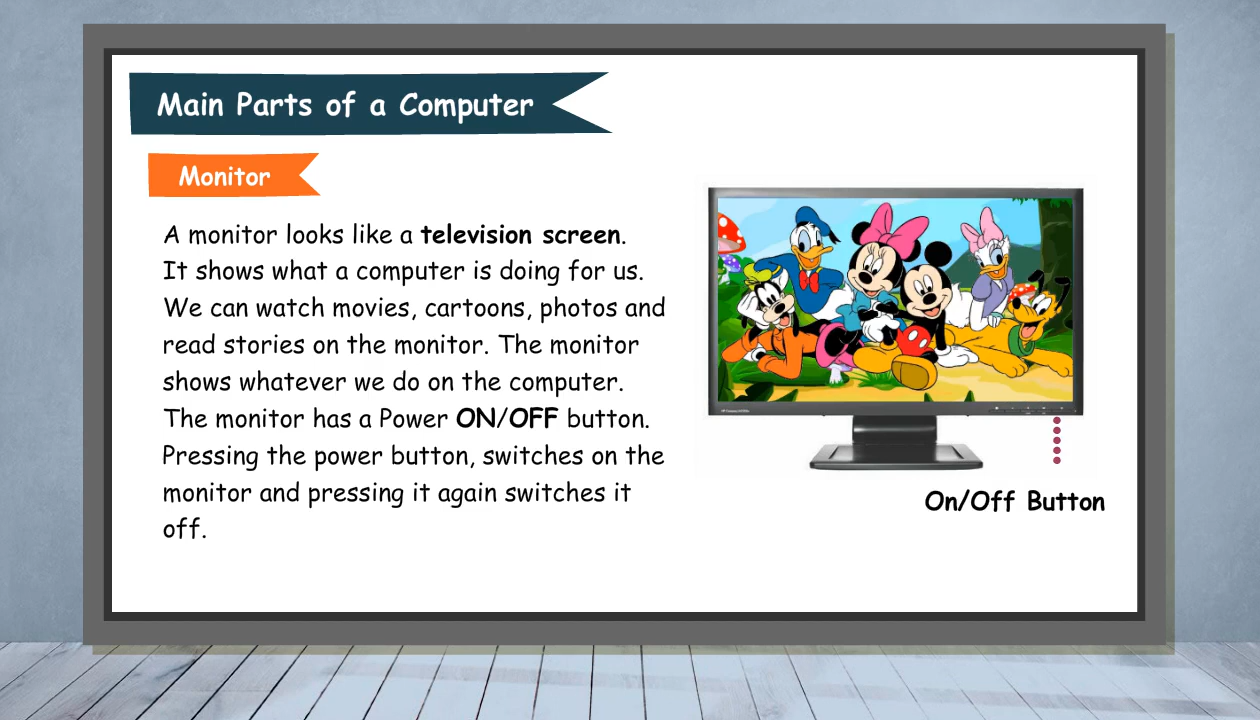 Main Parts of a Computer
Monitor
A monitor looks like a television screen.
It shows what a computer is doing for us.
We can watch movies, cartoons, photos and
read stories on the monitor. The monitor
shows whatever we do on the computer.
The monitor has a Power ON/OFF button.
Pressing the power button, switches on the
monitor and pressing it again switches it
off.
On/Off Button